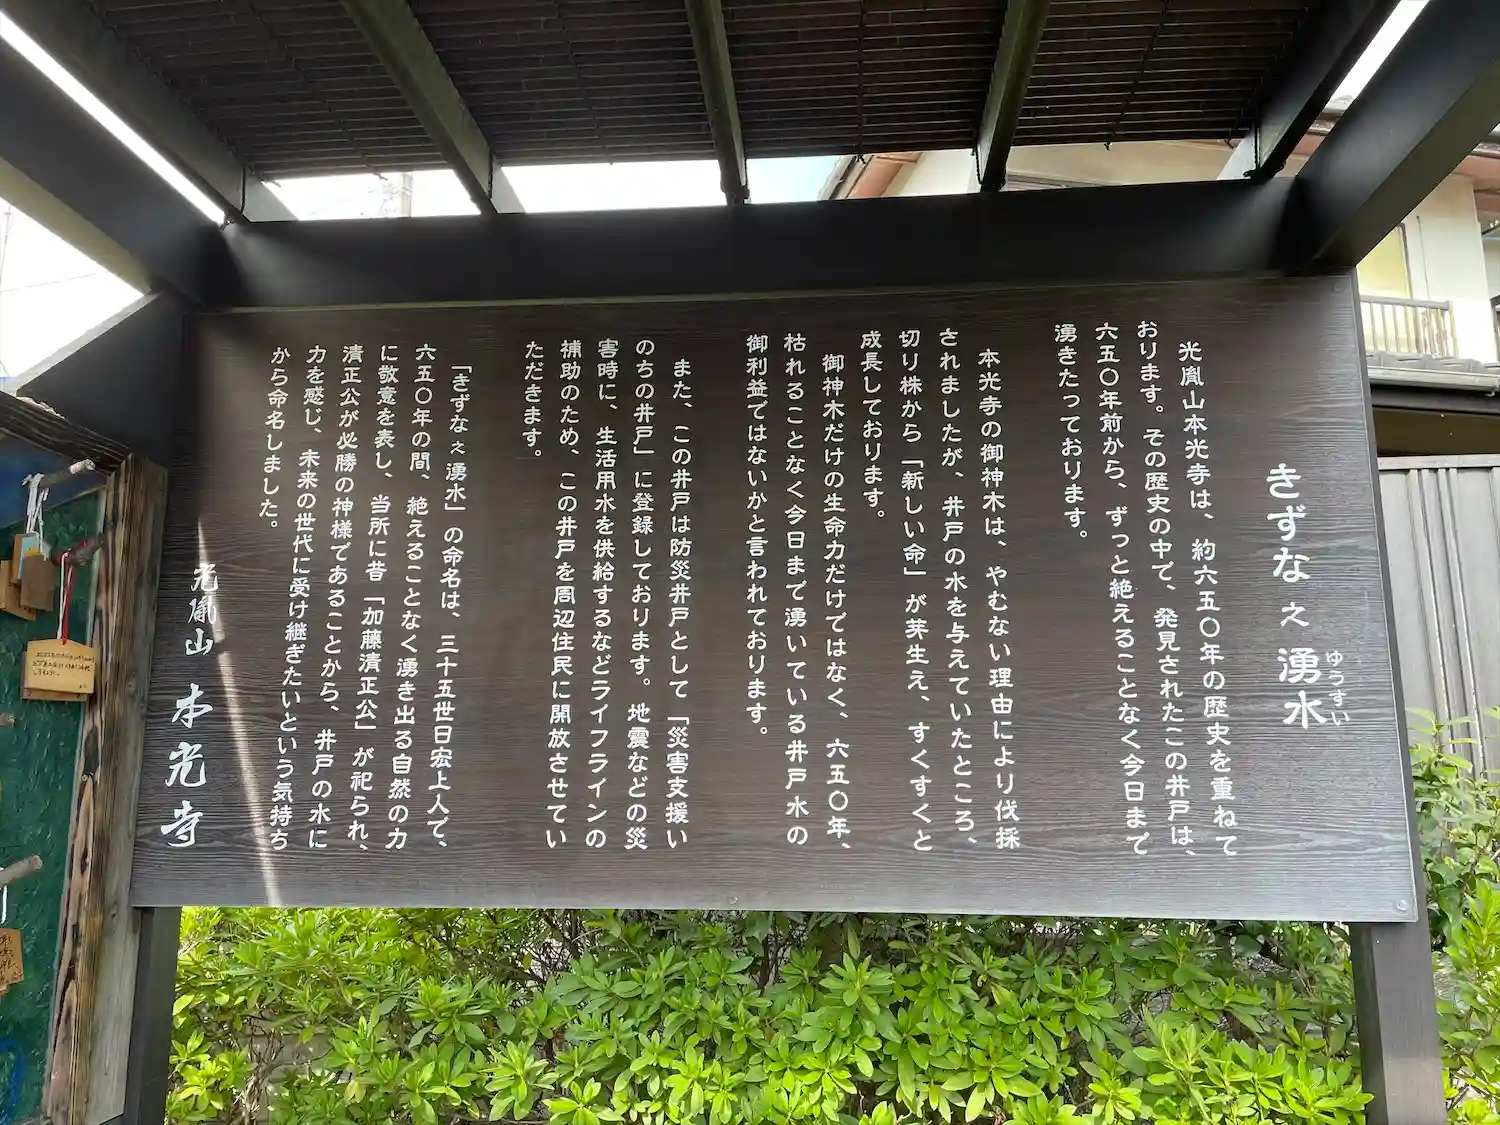 きずな之湧水
ゆうすい
光胤山本光寺は、約六五〇年の歴史を重ねて
おります。その歴史の中で、発見されたこの井戸は、
六五〇年前から、ずっと絶えることなく今日まで
湧きたっております。
本光寺の御神木は、やむない理由により伐採
されましたが、井戸の水を与えていたところ、
切り株から「新しい命」が芽生え、すくすくと
成長しております。
御神木だけの生命力だけではなく、六五〇年、
枯れることなく今日まで湧いている井戸水の
御利益ではないかと言われております。
また、この井戸は防災井戸として「災害支援い
のちの井戸」に登録しております。地震などの災
害時に、生活用水を供給するなどライフラインの
補助のため、この井戸を周辺住民に開放させてい
ただきます。
「きずな之湧水」の命名は、三十五世日宏上人で、
六五〇年の間、絶えることなく湧き出る自然の力
に敬意を表し、当所に昔「加藤清正公」が祀られ、
清正公が必勝の神様であることから、井戸の水に
力を感じ、未来の世代に受け継ぎたいという気持ち
から命名しました。
光胤山 本光寺